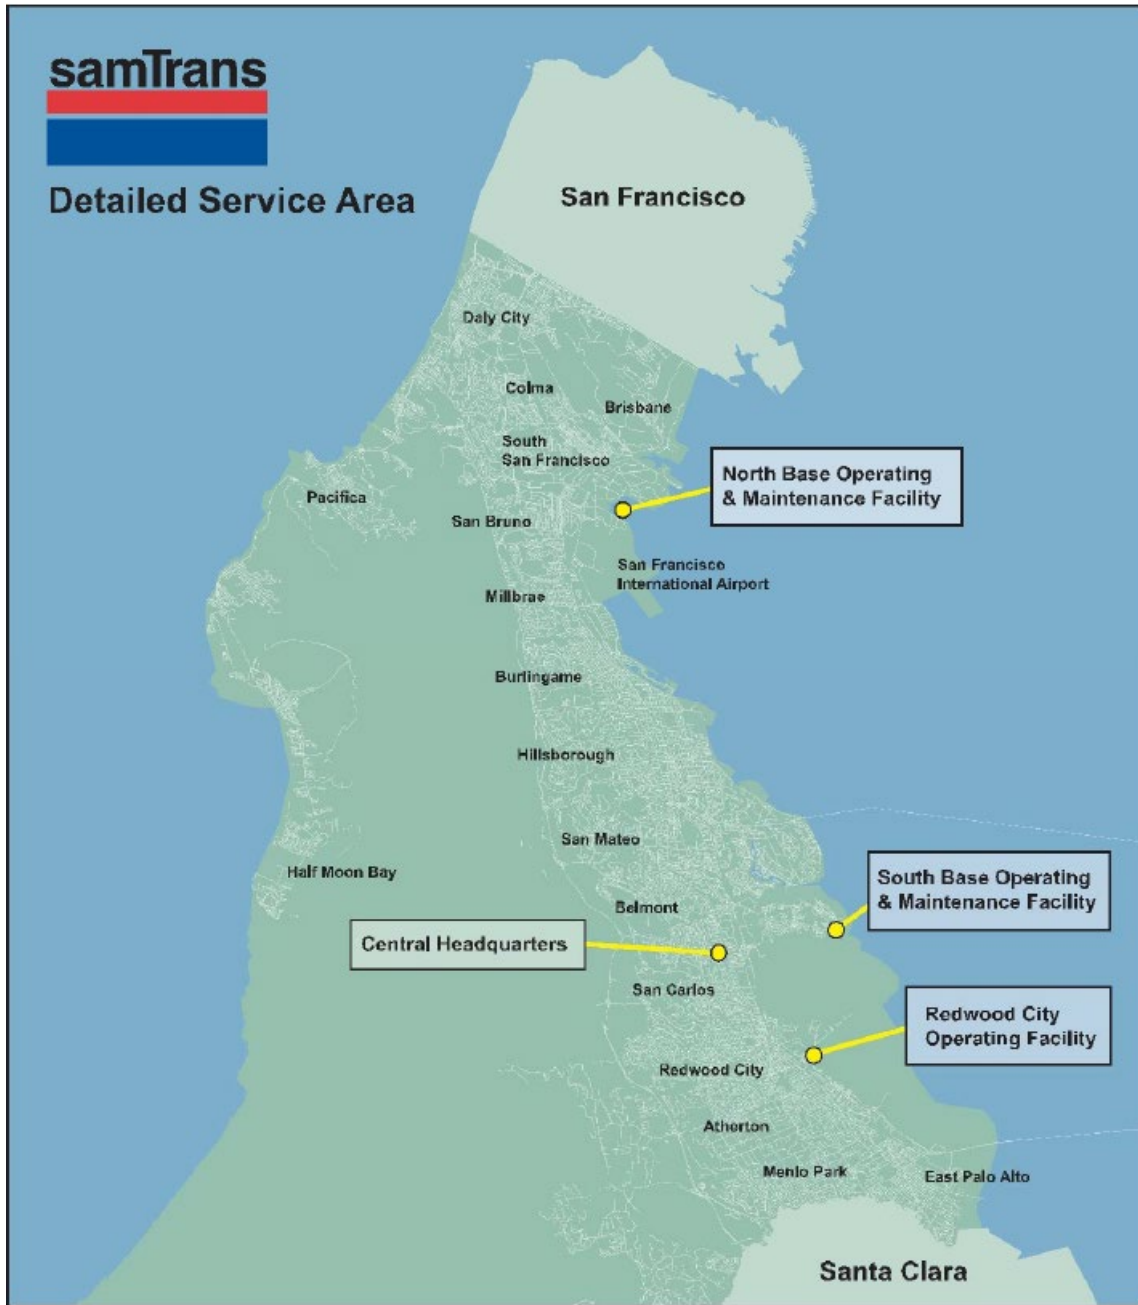 samTrans
Detailed Service Area
San Francisco
Daly City
Colma
Brisbane
South
San Francisco
North Base Operating
& Maintenance Facility
Pacifica
San Bruno
San Francisco
International Airport
Millbrae
Burlingame
Hillsborough
San Mateo
Half Moon Bay
South Base Operating
& Maintenance Facility
Belmont
Central Headquarters
San Carlos
Redwood City
Operating Facility
Redwood City
Atherton
Menlo Park
East Palo Alto
Santa Clara